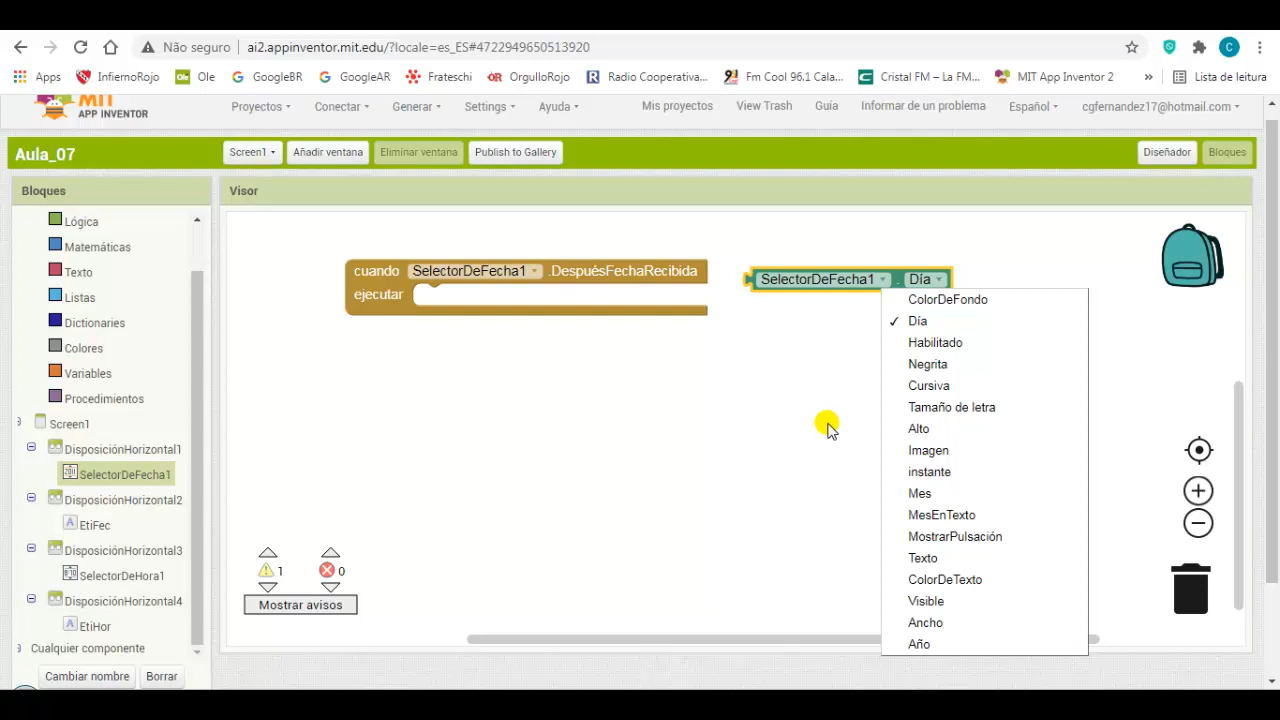 Não seguro ai2.appinventor.mit.edu/?locale=es_ES#4722949650513920 C
Apps InfiernoRojo Ole GoogleBR GoogleAR Frateschi OR OrgulloRojo Radio Cooperativa... Fm Cool 96.1 Cala... Cristal FM – La FM... MIT App Inventor 2 » Lista de leitura
MIT
APP INVENTOR
Proyectos Conectar Generar Settings Ayuda Mis proyectos View Trash Guía Informar de un problema Español cgfernandez17@hotmail.com
Aula_07 Screen1 Añadir ventana Eliminar ventana Publish to Gallery Diseñador Bloques
Bloques
Lógica
Matemáticas
Texto
Listas
Dictionaries
Colores
Variables
Procedimientos
Screen1
DisposiciónHorizontal1
SelectorDeFecha1
DisposiciónHorizontal2
EtiFec
DisposiciónHorizontal3
SelectorDeHora1
DisposiciónHorizontal4
EtiHor
Cualquier componente
Cambiar nombre Borrar
Visor
cuando SelectorDeFecha1 .DespuésFechaRecibida
ejecutar
SelectorDeFecha1 . Día
ColorDeFondo
✓ Día
Habilitado
Negrita
Cursiva
Tamaño de letra
Alto
Imagen
instante
Mes
MesEnTexto
MostrarPulsación
Texto
ColorDeTexto
Visible
Ancho
Año
1 0
Mostrar avisos